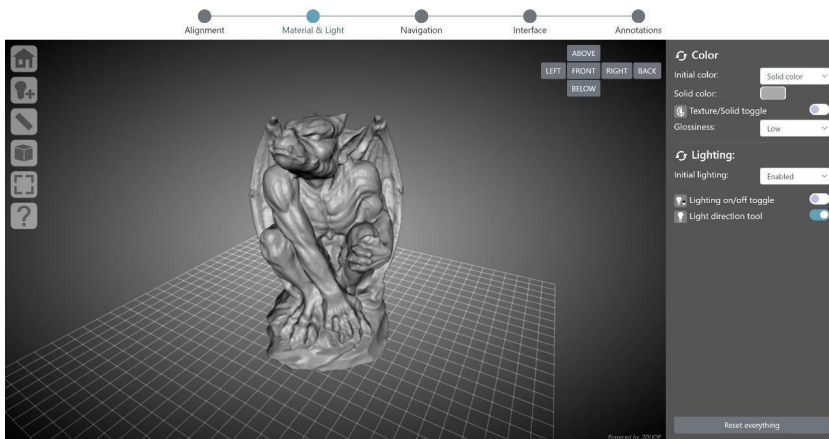 Alignment Material & Light Navigation Interface Annotations
ABOVE
LEFT FRONT RIGHT BACK
BELOW
?
Color
Initial color: Solid color
Solid color:
Texture/Solid toggle
Glossiness: Low
Lighting:
Initial lighting: Enabled
Lighting on/off toggle
Light direction tool
Reset everything
Powered by 3DHOP